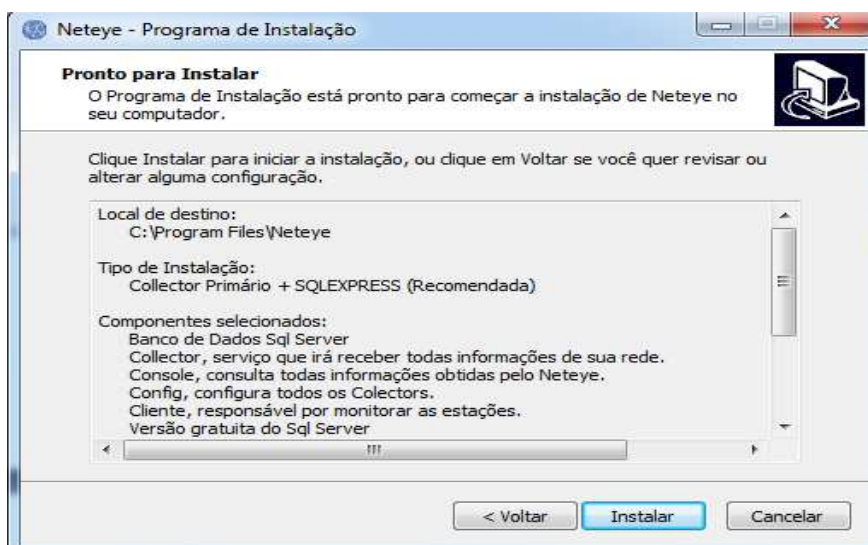 Neteye - Programa de Instalação
Pronto para Instalar
O Programa de Instalação está pronto para começar a instalação de Neteye no
seu computador.
Clique Instalar para iniciar a instalação, ou clique em Voltar se você quer revisar ou
alterar alguma configuração.
Local de destino:
C:\Program Files\Neteye
Tipo de Instalação:
Collector Primário + SQLEXPRESS (Recomendada)
Componentes selecionados:
Banco de Dados Sql Server
Collector, serviço que irá receber todas informações de sua rede.
Console, consulta todas informações obtidas pelo Neteye.
Config, configura todos os Colectors.
Cliente, responsável por monitorar as estações.
Versão gratuita do Sql Server
< Voltar
Instalar
Cancelar